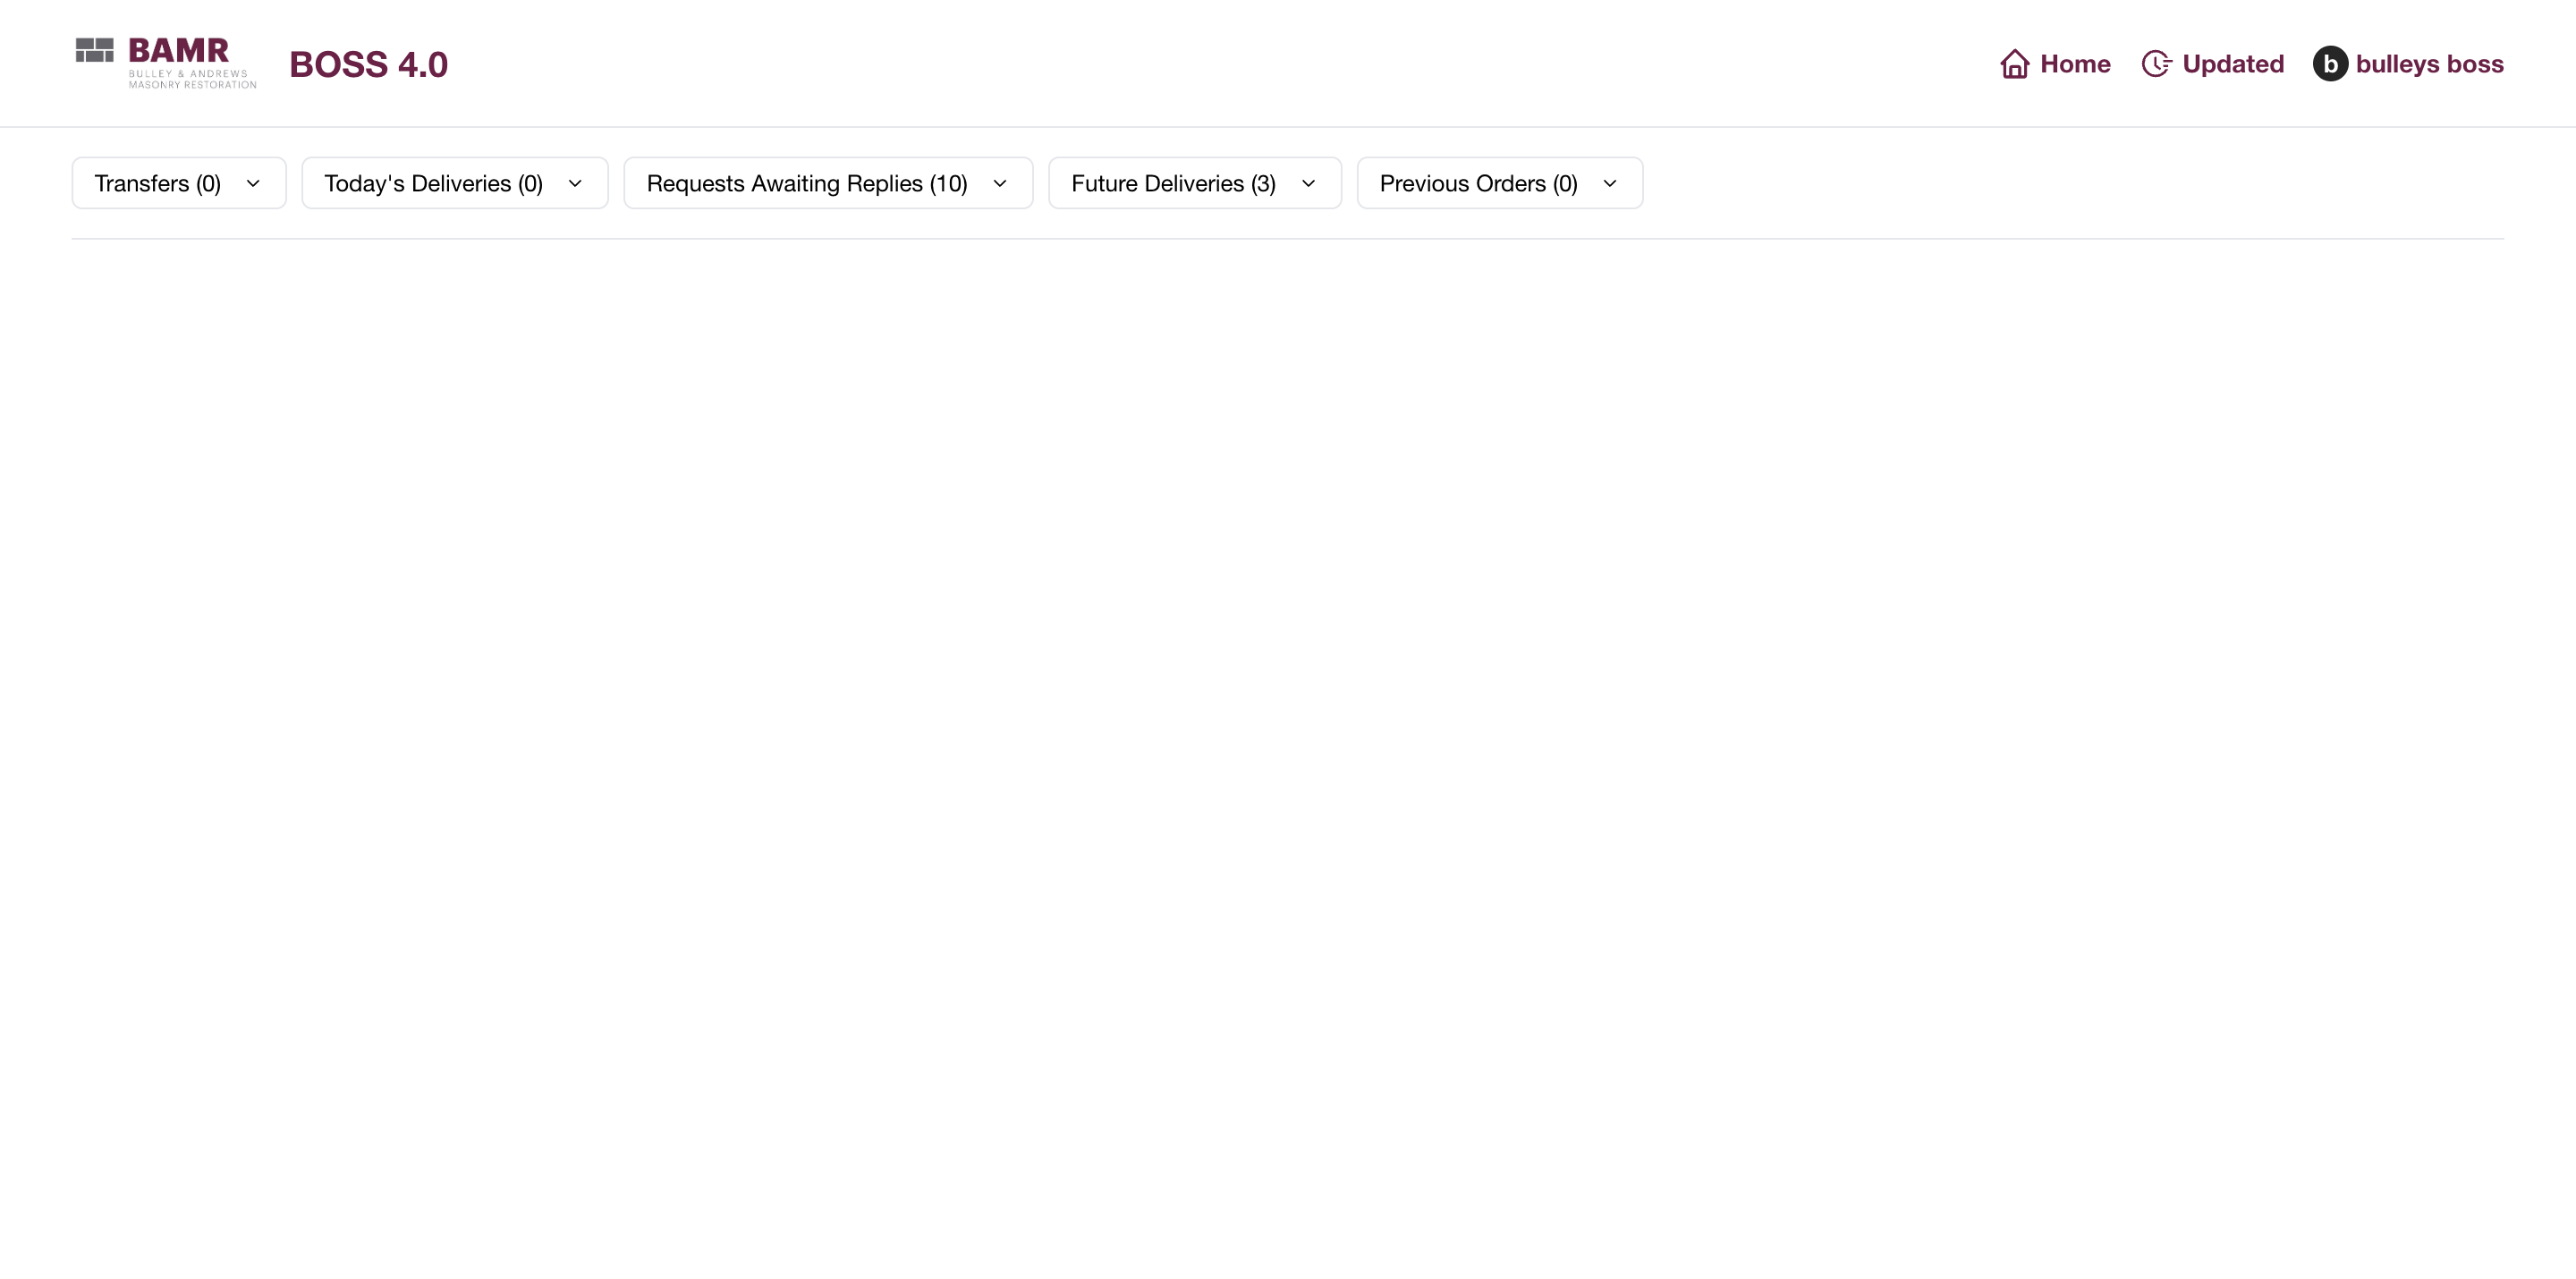 BAMR
BULLEY & ANDREWS
MASONRY RESTORATION
BOSS 4.0
Home
Updated
b bulleys boss
Transfers (0)
Today's Deliveries (0)
Requests Awaiting Replies (10)
Future Deliveries (3)
Previous Orders (0)